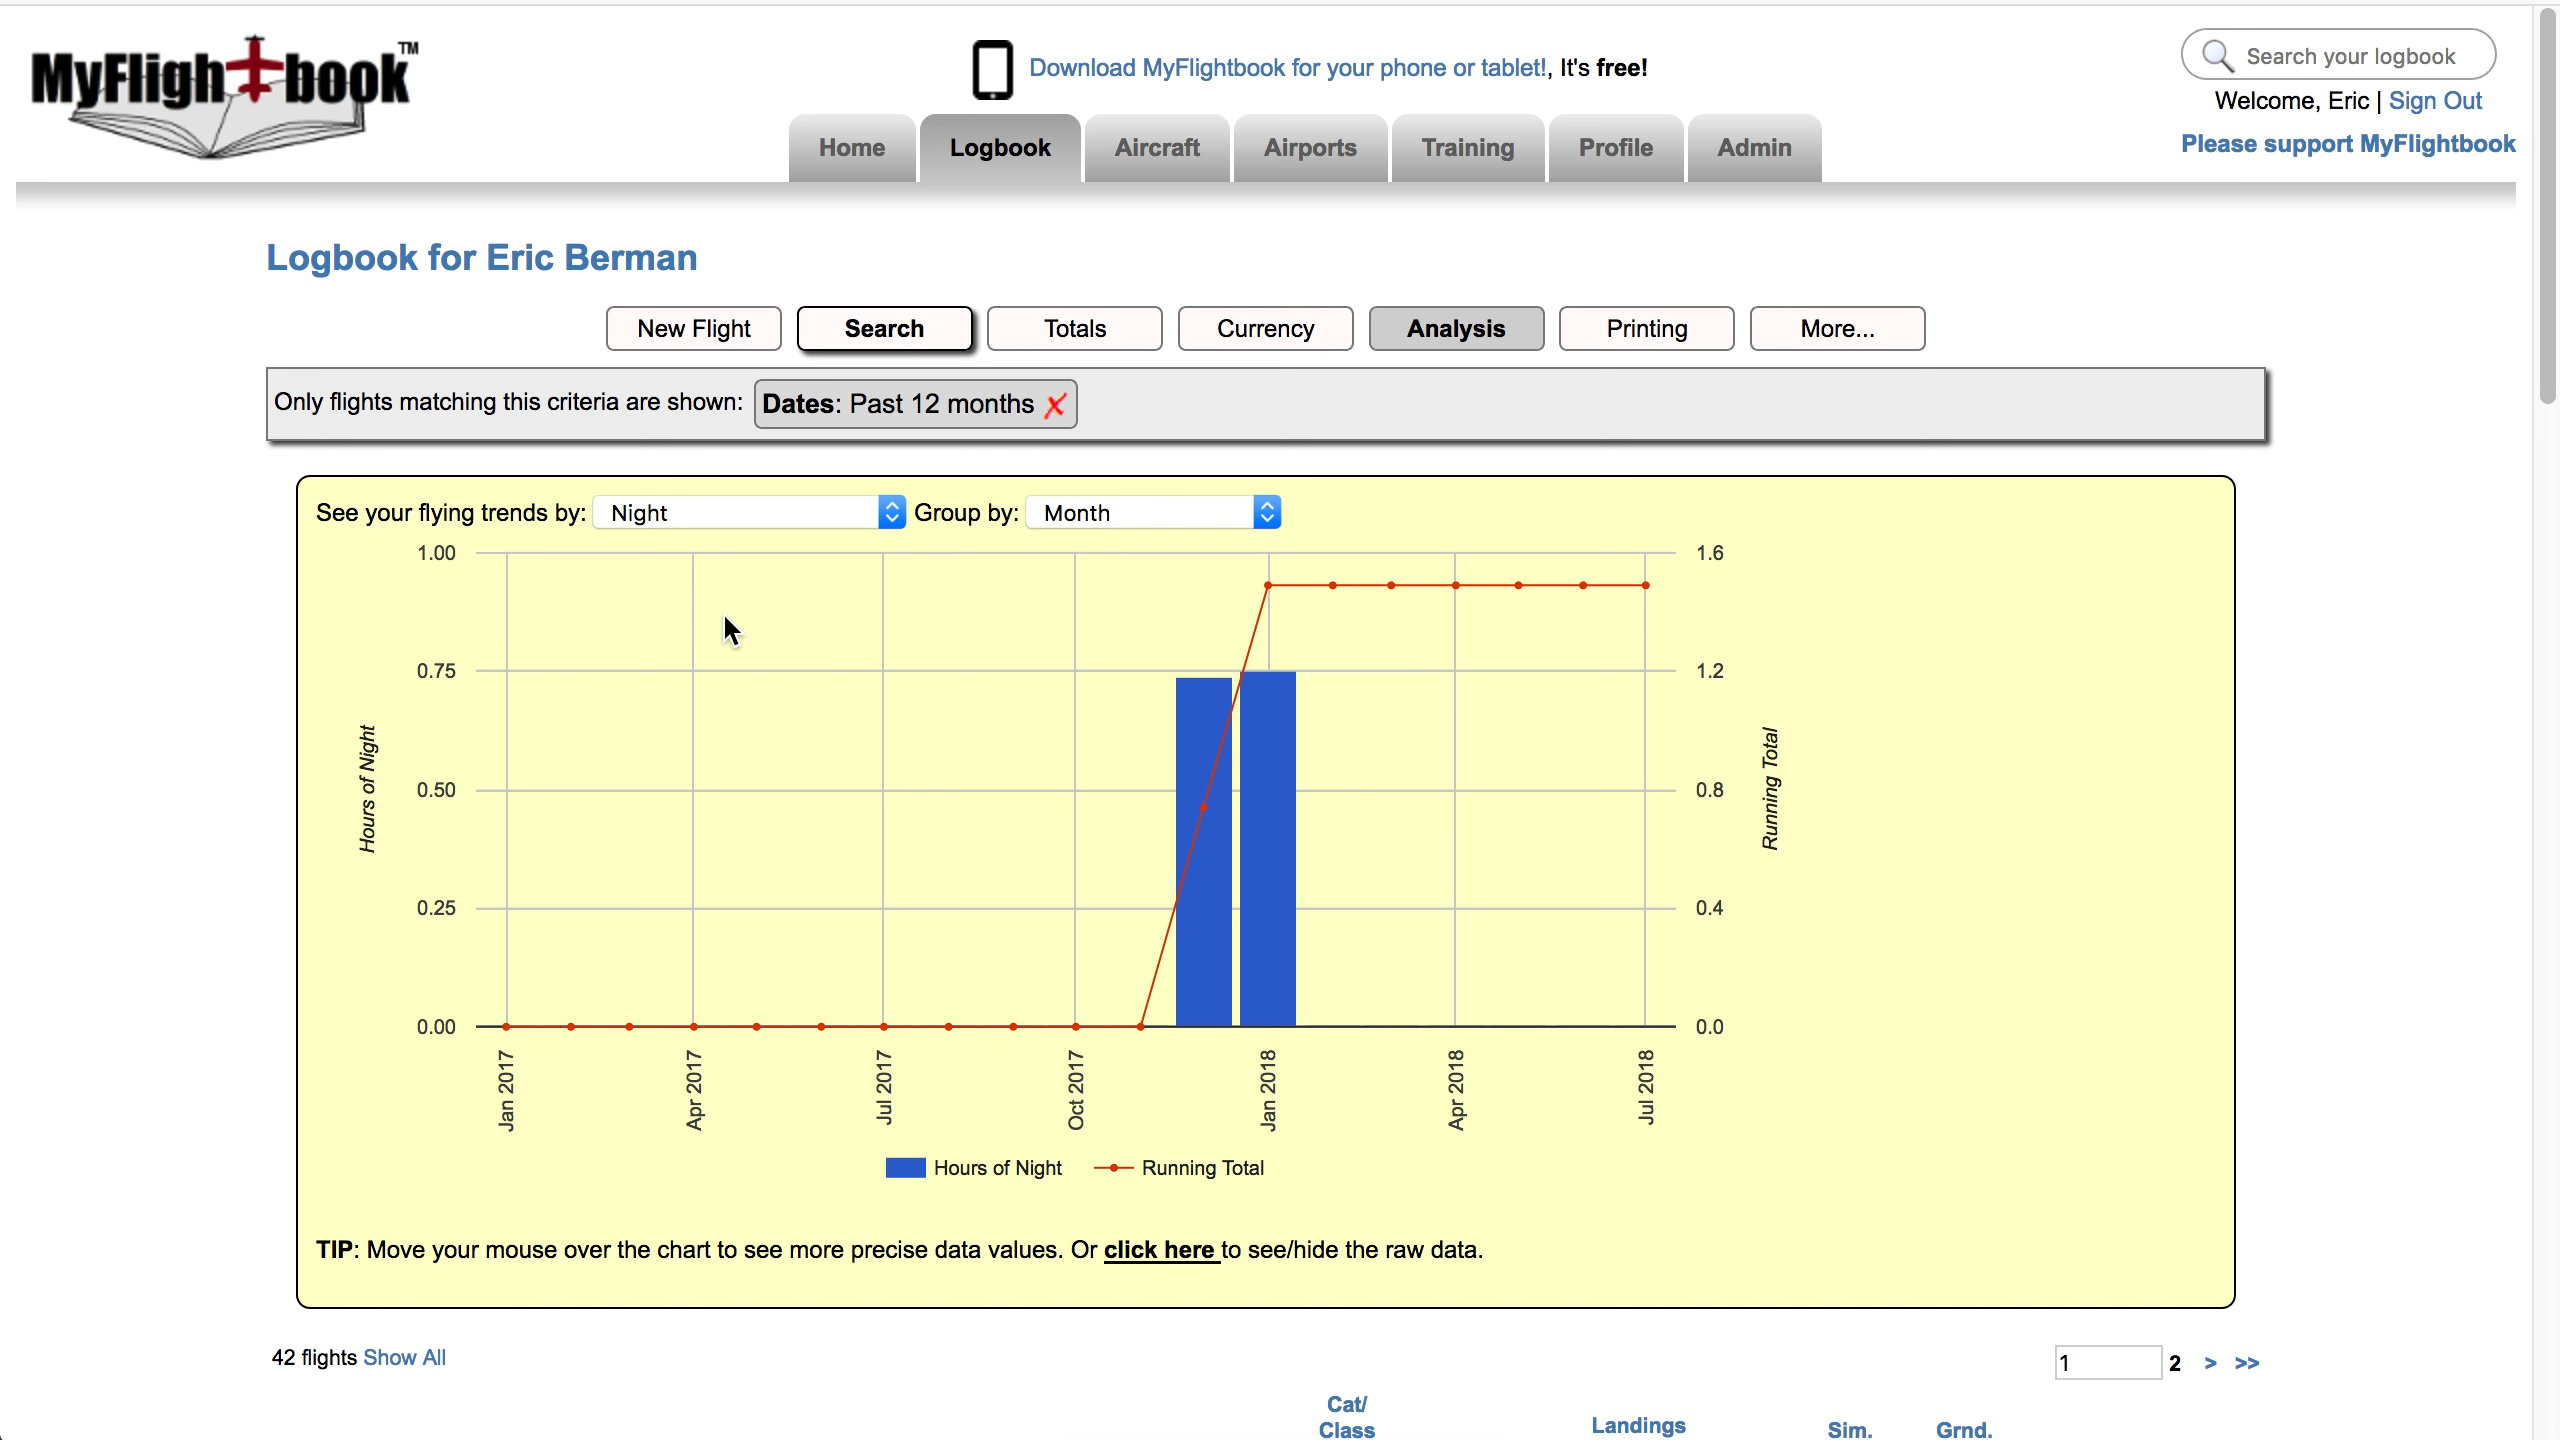 MyFlightbook™
Download MyFlightbook for your phone or tablet!, It's free!
Search your logbook
Welcome, Eric | Sign Out
Please support MyFlightbook
Home Logbook Aircraft Airports Training Profile Admin
Logbook for Eric Berman
New Flight Search Totals Currency Analysis Printing More...
Only flights matching this criteria are shown: Dates: Past 12 months
See your flying trends by: Night Group by: Month
1.00 1.6
0.75 1.2
0.50 0.8
0.25 0.4
0.00 0.0
Hours of Night
Running Total
Jan 2017 Apr 2017 Jul 2017 Oct 2017 Jan 2018 Apr 2018 Jul 2018
Hours of Night Running Total
TIP: Move your mouse over the chart to see more precise data values. Or click here to see/hide the raw data.
42 flights Show All
1 2 > >>
Cat/
Class
Landings Sim. Grnd.